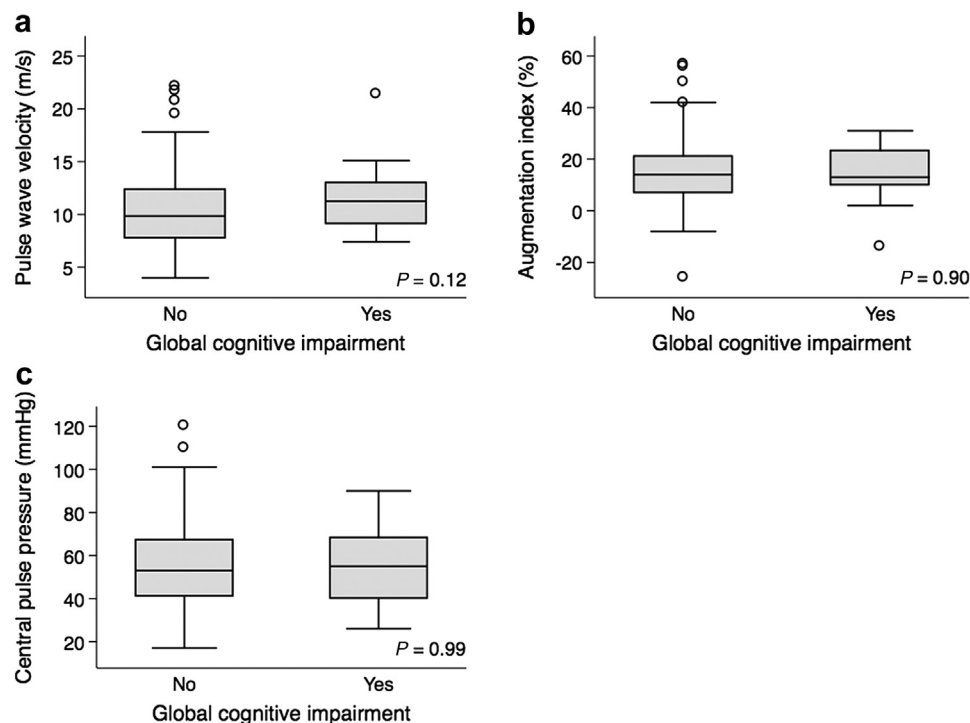 a
Pulse wave velocity (m/s)
25
20
15
10
5
P = 0.12
No Yes
Global cognitive impairment
b
Augmentation index (%)
60
40
20
0
-20
P = 0.90
No Yes
Global cognitive impairment
c
Central pulse pressure (mmHg)
120
100
80
60
40
20
P = 0.99
No Yes
Global cognitive impairment